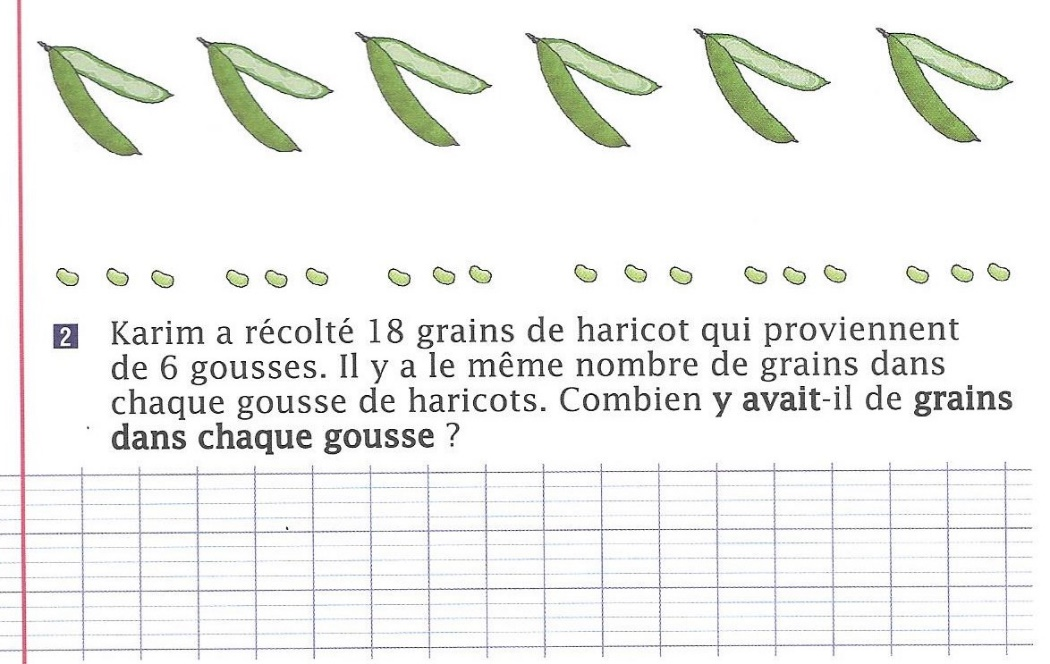 2 Karim a récolté 18 grains de haricot qui proviennent
de 6 gousses. Il y a le même nombre de grains dans
chaque gousse de haricots. Combien y avait-il de grains
dans chaque gousse ?